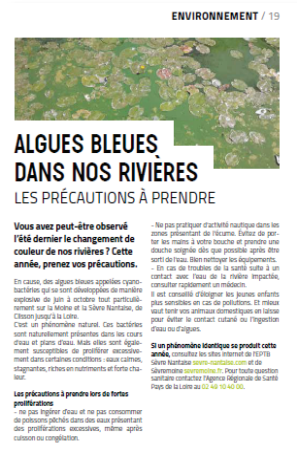 ENVIRONNEMENT / 19
ALGUES BLEUES
DANS NOS RIVIÈRES
LES PRÉCAUTIONS À PRENDRE
Vous avez peut-être observé
l'été dernier le changement de
couleur de nos rivières ? Cette
année, prenez vos précautions.
En cause, des algues bleues appelées cyano-
bactéries qui se sont développées de manière
explosive de juin à octobre tout particuliè-
rement sur la Moine et la Sèvre Nantaise, de
Clisson jusqu'à la Loire.
C'est un phénomène naturel. Ces bactéries
sont naturellement présentes dans les cours
d'eau et plans d'eau. Mais elles sont égale-
ment susceptibles de proliférer excessive-
ment dans certaines conditions : eaux calmes,
stagnantes, riches en nutriments et forte cha-
leur.
Les précautions à prendre lors de fortes
proliférations
- ne pas ingérer d'eau et ne pas consommer
de poissons pêchés dans des eaux présentant
des proliférations excessives, même après
cuisson ou congélation.
- Ne pas pratiquer d'activité nautique dans les
zones présentant de l'écume. Évitez de por-
ter les mains à votre bouche et prendre une
douche soignée dès que possible après être
sorti de l'eau. Bien nettoyer les équipements.
- En cas de troubles de la santé suite à un
contact avec l'eau de la rivière impactée,
consulter rapidement un médecin.
Il est conseillé d'éloigner les jeunes enfants
plus sensibles en cas de pollutions. Et mieux
vaut tenir vos animaux domestiques en laisse
pour éviter le contact cutané ou l'ingestion
d'eau ou d'algues.
Si un phénomène identique se produit cette
année, consultez les sites internet de l'EPTB
Sèvre Nantaise sevre-nantaise.com et de
Sèvremoine sevremoine.fr. Pour toute question
sanitaire contactez l'Agence Régionale de Santé
Pays de la Loire au 02 49 10 40 00.